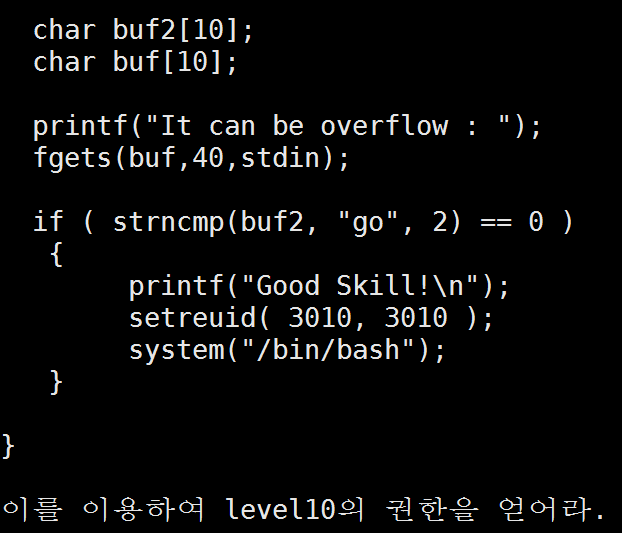 char buf2[10];
char buf[10];
printf("It can be overflow : ");
fgets(buf,40,stdin);
if ( strncmp(buf2, "go", 2) == 0 )
{
printf("Good Skill!\n");
setreuid( 3010, 3010 );
system("/bin/bash");
}
}
이를 이용하여 level10의 권한을 얻어라.